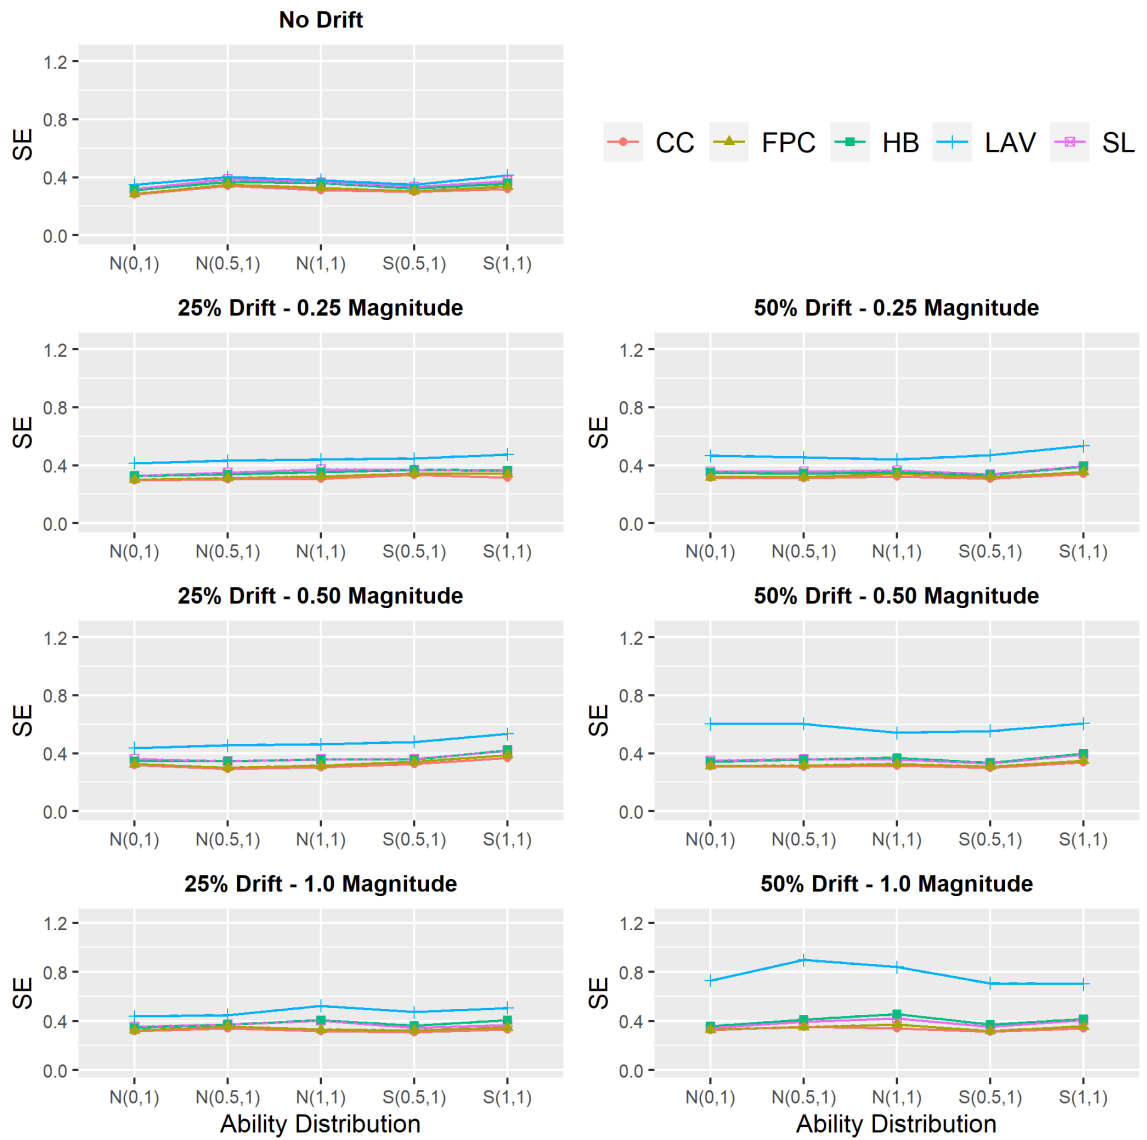 No Drift
1.2
0.8
0.4
0.0
SE
N(0,1) N(0.5,1) N(1,1) S(0.5,1) S(1,1)
CC FPC HB LAV SL
25% Drift - 0.25 Magnitude
1.2
0.8
0.4
0.0
SE
N(0,1) N(0.5,1) N(1,1) S(0.5,1) S(1,1)
50% Drift - 0.25 Magnitude
1.2
0.8
0.4
0.0
SE
N(0,1) N(0.5,1) N(1,1) S(0.5,1) S(1,1)
25% Drift - 0.50 Magnitude
1.2
0.8
0.4
0.0
SE
N(0,1) N(0.5,1) N(1,1) S(0.5,1) S(1,1)
50% Drift - 0.50 Magnitude
1.2
0.8
0.4
0.0
SE
N(0,1) N(0.5,1) N(1,1) S(0.5,1) S(1,1)
25% Drift - 1.0 Magnitude
1.2
0.8
0.4
0.0
SE
N(0,1) N(0.5,1) N(1,1) S(0.5,1) S(1,1)
Ability Distribution
50% Drift - 1.0 Magnitude
1.2
0.8
0.4
0.0
SE
N(0,1) N(0.5,1) N(1,1) S(0.5,1) S(1,1)
Ability Distribution